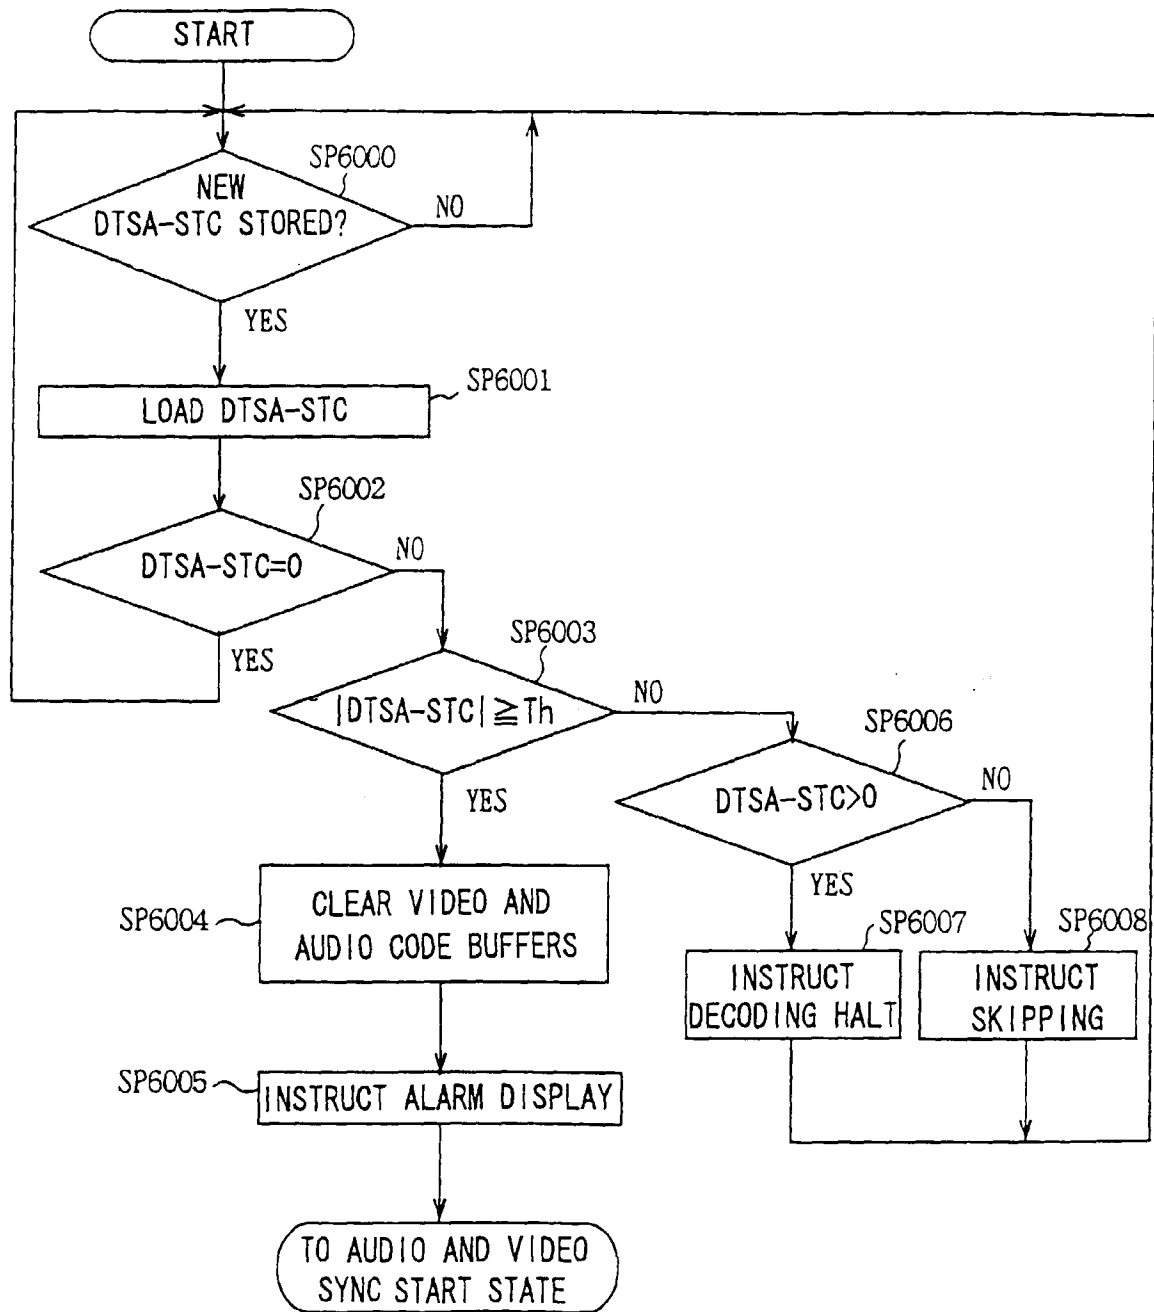 START
SP6000
NEW
DTSA-STC STORED?
NO
YES
SP6001
LOAD DTSA-STC
SP6002
DTSA-STC=0
NO
YES
SP6003
|DTSA-STC|≧Th
NO
YES
SP6006
DTSA-STC>0
NO
YES
SP6004
CLEAR VIDEO AND
AUDIO CODE BUFFERS
SP6007
INSTRUCT
DECODING HALT
SP6008
INSTRUCT
SKIPPING
SP6005
INSTRUCT ALARM DISPLAY
TO AUDIO AND VIDEO
SYNC START STATE